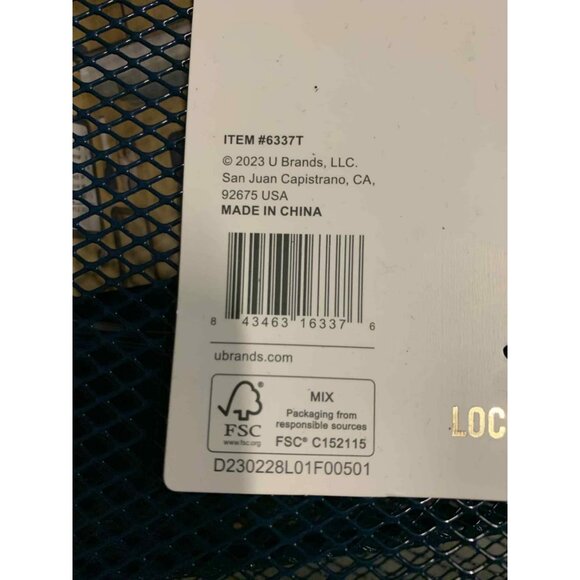 ITEM #6337T
© 2023 U Brands, LLC.
San Juan Capistrano, CA,
92675 USA
MADE IN CHINA
8 43463 16337 6
ubrands.com
FSC
www.fsc.org
MIX
Packaging from
responsible sources
FSC® C152115
D230228L01F00501
LOC